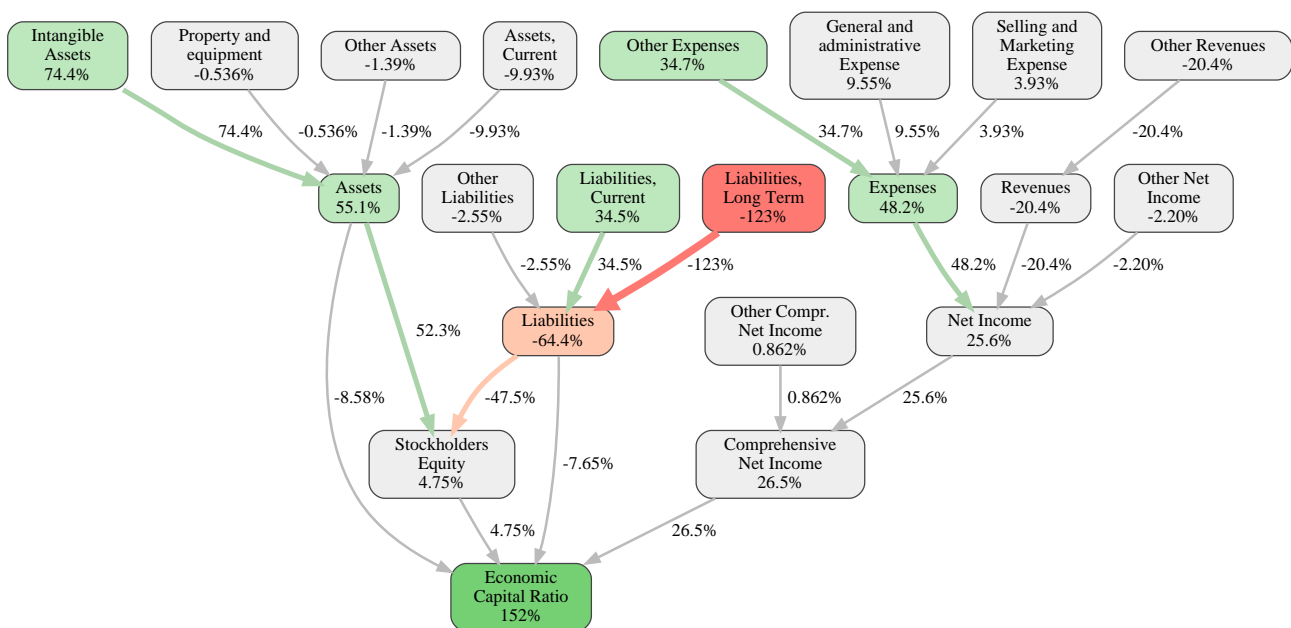 Intangible
Assets
74.4%
Property and
equipment
-0.536%
Other Assets
-1.39%
Assets,
Current
-9.93%
Other Expenses
34.7%
General and
administrative
Expense
9.55%
Selling and
Marketing
Expense
3.93%
Other Revenues
-20.4%
74.4%
-0.536%
-1.39%
-9.93%
34.7%
9.55%
3.93%
-20.4%
Assets
55.1%
Other
Liabilities
-2.55%
Liabilities,
Current
34.5%
Liabilities,
Long Term
-123%
Expenses
48.2%
Revenues
-20.4%
Other Net
Income
-2.20%
-2.55%
34.5%
-123%
48.2%
-20.4%
-2.20%
52.3%
Liabilities
-64.4%
Other Compr.
Net Income
0.862%
Net Income
25.6%
-8.58%
-47.5%
0.862%
25.6%
Stockholders
Equity
4.75%
-7.65%
Comprehensive
Net Income
26.5%
4.75%
26.5%
Economic
Capital Ratio
152%